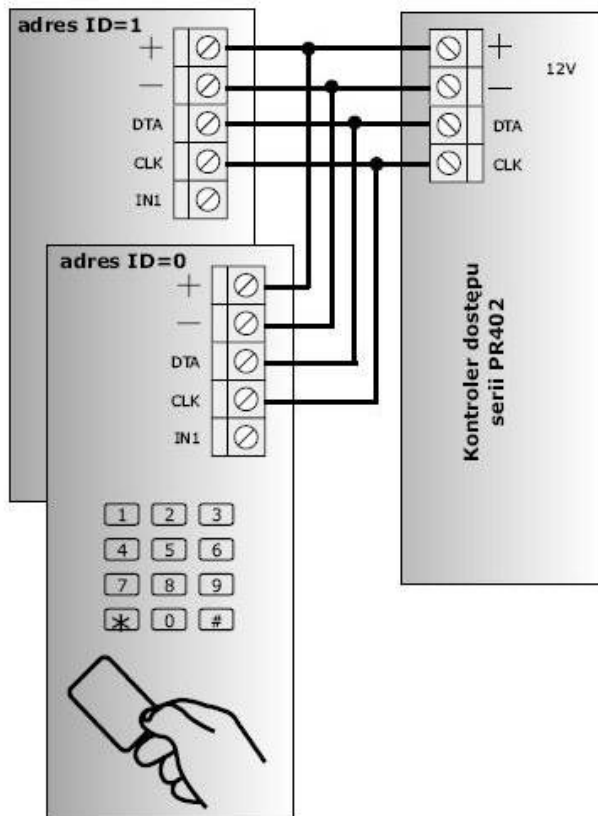 adres ID=1
+
—
DTA
CLK
IN1
+
—
12V
DTA
CLK
Kontroler dostępu
serii PR402
adres ID=0
+
—
DTA
CLK
IN1
1 2 3
4 5 6
7 8 9
* 0 #